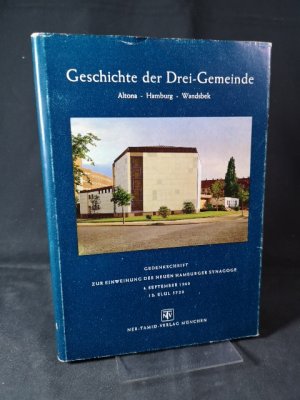 Geschichte der Drei-Gemeinde
Altona - Hamburg - Wandsbek
GEDENKSCHRIFT
ZUR EINWEIHUNG DER NEUEN HAMBURGER SYNAGOGE
4. SEPTEMBER 1960
12. ELUL 5720
NER-TAMID-VERLAG MÜNCHEN